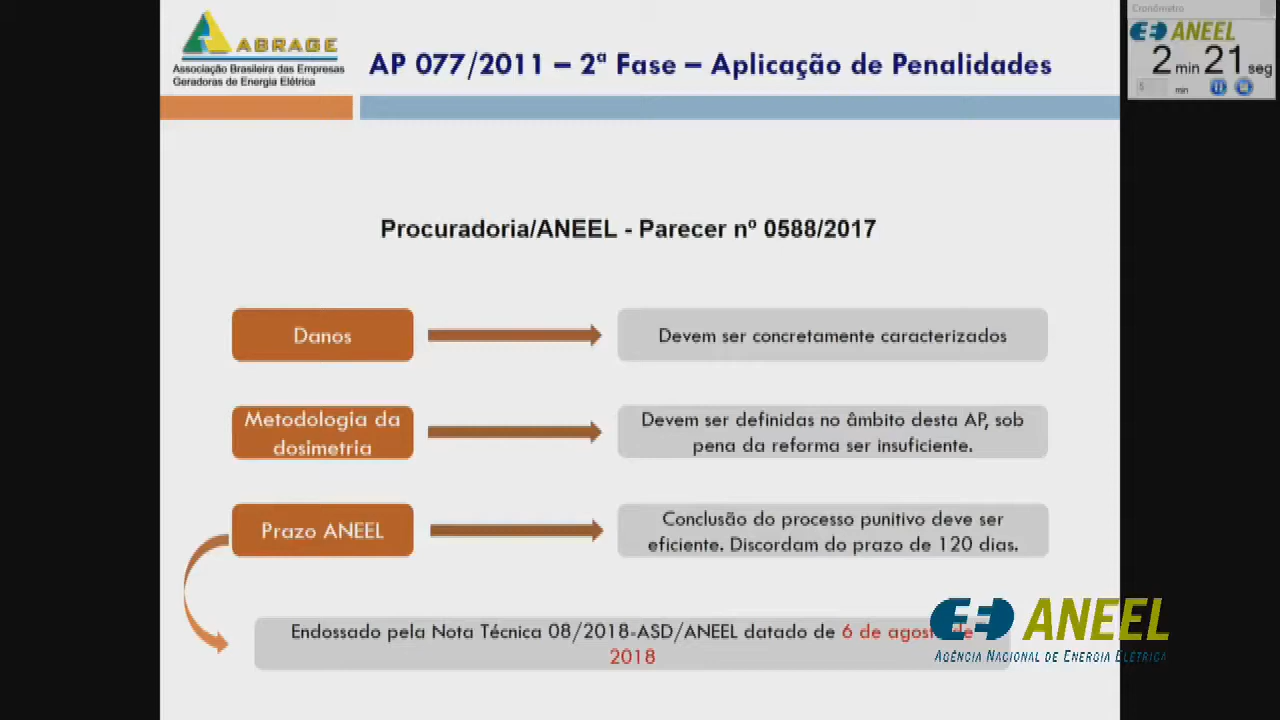 ABRAGE
Associação Brasileira das Empresas
Geradoras de Energia Elétrica
AP 077/2011 – 2ª Fase – Aplicação de Penalidades
Cronômetro
ANEEL
2 min 21 seg
5 min
Procuradoria/ANEEL - Parecer nº 0588/2017
Danos
Devem ser concretamente caracterizados
Metodologia da
dosimetria
Devem ser definidas no âmbito desta AP, sob
pena da reforma ser insuficiente.
Prazo ANEEL
Conclusão do processo punitivo deve ser
eficiente. Discordam do prazo de 120 dias.
Endossado pela Nota Técnica 08/2018-ASD/ANEEL datado de 6 de agosto de
2018
ANEEL
AGÊNCIA NACIONAL DE ENERGIA ELÉTRICA